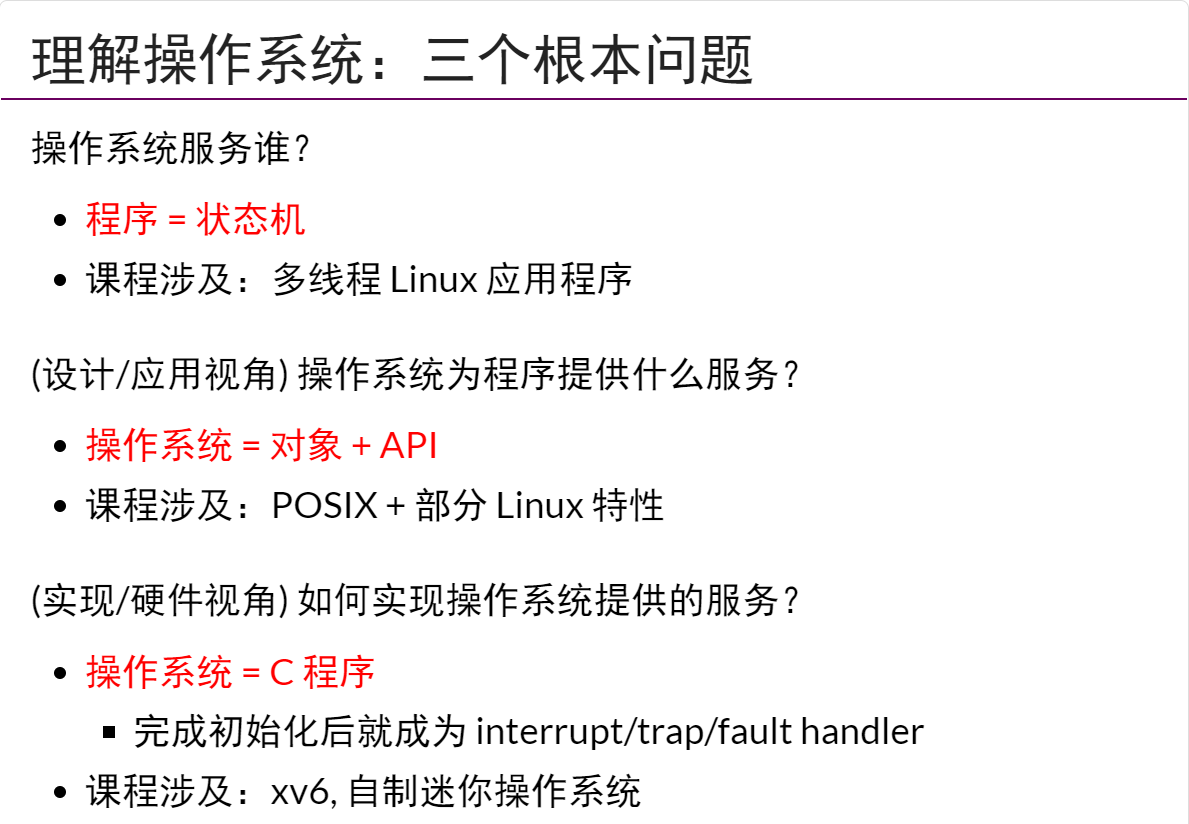 理解操作系统：三个根本问题
操作系统服务谁？
程序 = 状态机
课程涉及：多线程 Linux 应用程序
(设计/应用视角) 操作系统为程序提供什么服务？
操作系统 = 对象 + API
课程涉及：POSIX + 部分 Linux 特性
(实现/硬件视角) 如何实现操作系统提供的服务？
操作系统 = C 程序
完成初始化后就成为 interrupt/trap/fault handler
课程涉及：xv6, 自制迷你操作系统